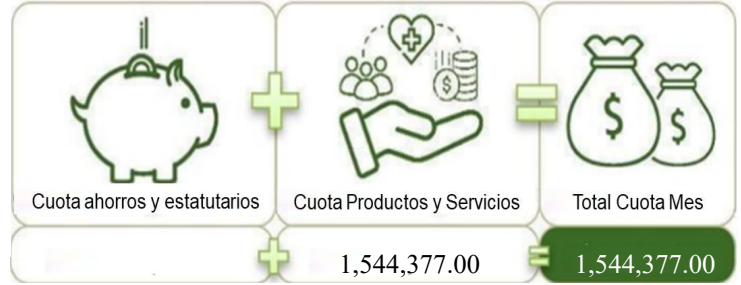 Cuota ahorros y estatutarios
Cuota Productos y Servicios
Total Cuota Mes
1,544,377.00
1,544,377.00